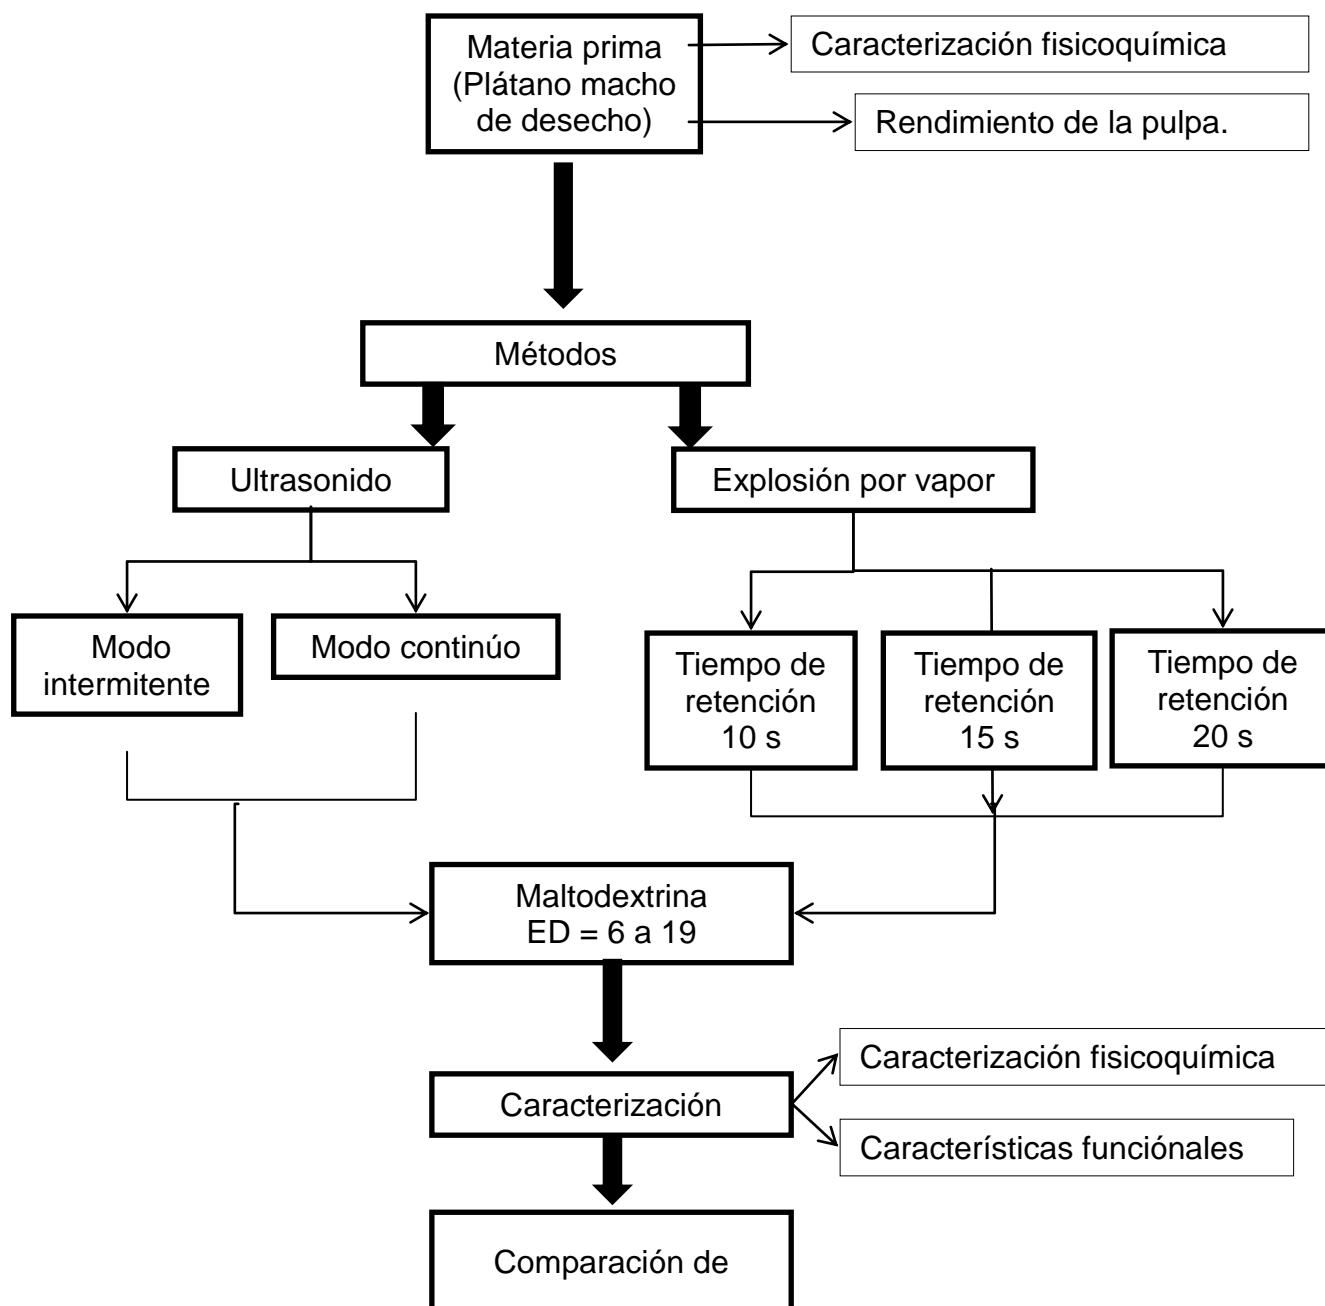 Materia prima
(Plátano macho
de desecho)
Caracterización fisicoquímica
Rendimiento de la pulpa.
Métodos
Ultrasonido
Explosión por vapor
Modo
intermitente
Modo continúo
Tiempo de
retención
10 s
Tiempo de
retención
15 s
Tiempo de
retención
20 s
Maltodextrina
ED = 6 a 19
Caracterización
Caracterización fisicoquímica
Característícas funciónales
Comparación de